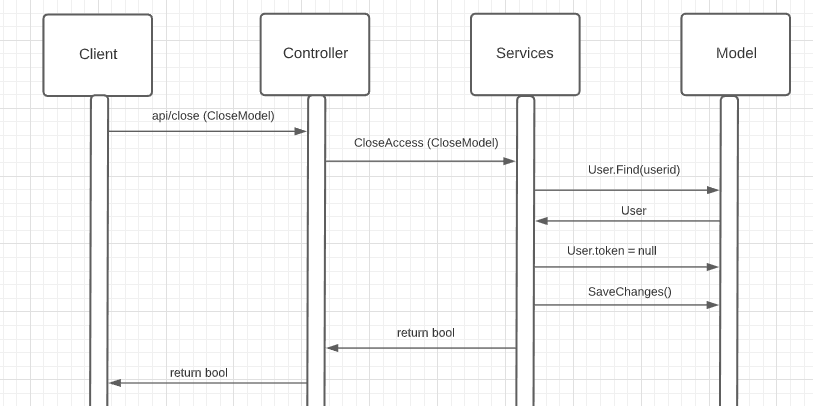 Client
Controller
Services
Model
api/close (CloseModel)
CloseAccess (CloseModel)
User.Find(userid)
User
User.token = null
SaveChanges()
return bool
return bool